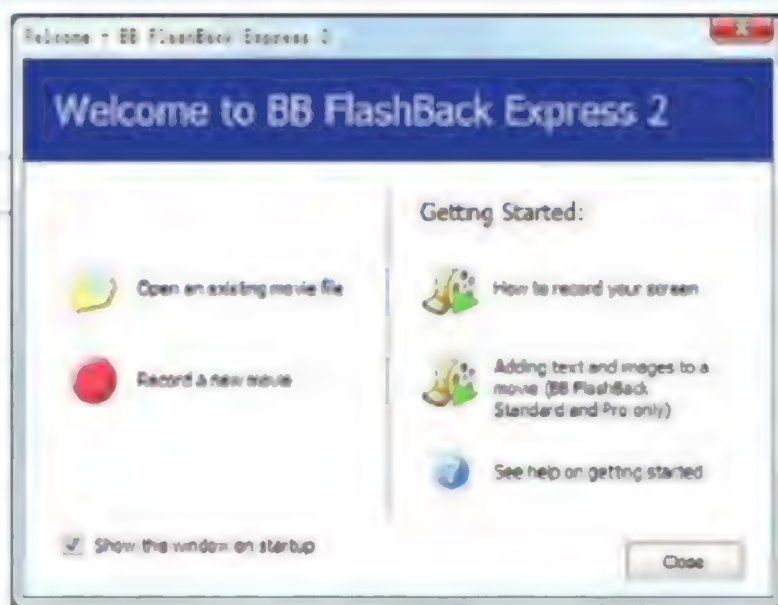 Welcome - BB FlashBack Express 2
Welcome to BB FlashBack Express 2
Open an existing movie file
Record a new movie
Getting Started:
How to record your screen
Adding text and images to a
movie (BB FlashBack
Standard and Pro only)
See help on getting started
Show this window on startup
Close